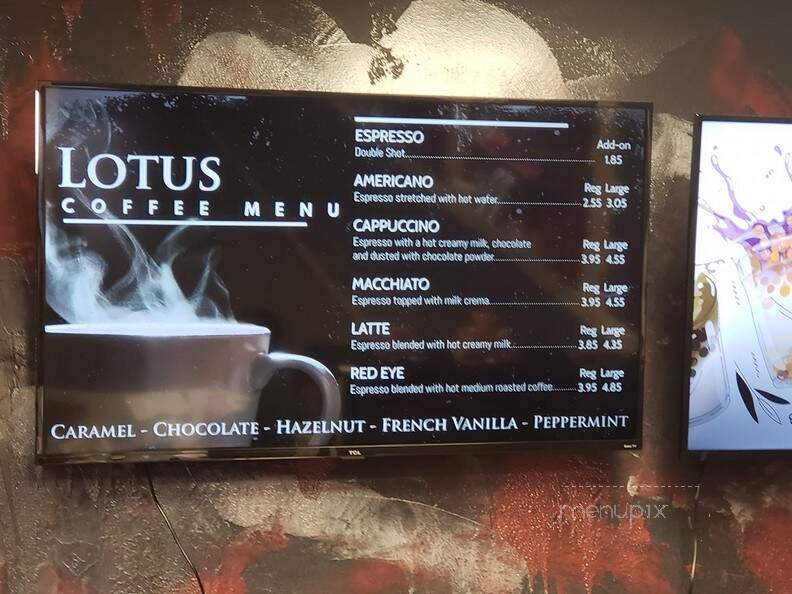 LOTUS
COFFEE MENU
ESPRESSO
Add-on
Double Shot 1.85
AMERICANO
Reg Large
Espresso stretched with hot water 2.55 3.05
CAPPUCCINO
Espresso with a hot creamy milk, chocolate
Reg Large
and dusted with chocolate powder 3.95 4.55
MACCHIATO
Reg Large
Espresso topped with milk crema 3.95 4.55
LATTE
Reg Large
Espresso blended with hot creamy milk 3.85 4.35
RED EYE
Reg Large
Espresso blended with hot medium roasted coffee 3.95 4.85
CARAMEL - CHOCOLATE - HAZELNUT - FRENCH VANILLA - PEPPERMINT
TCL
Roku TV
menupix